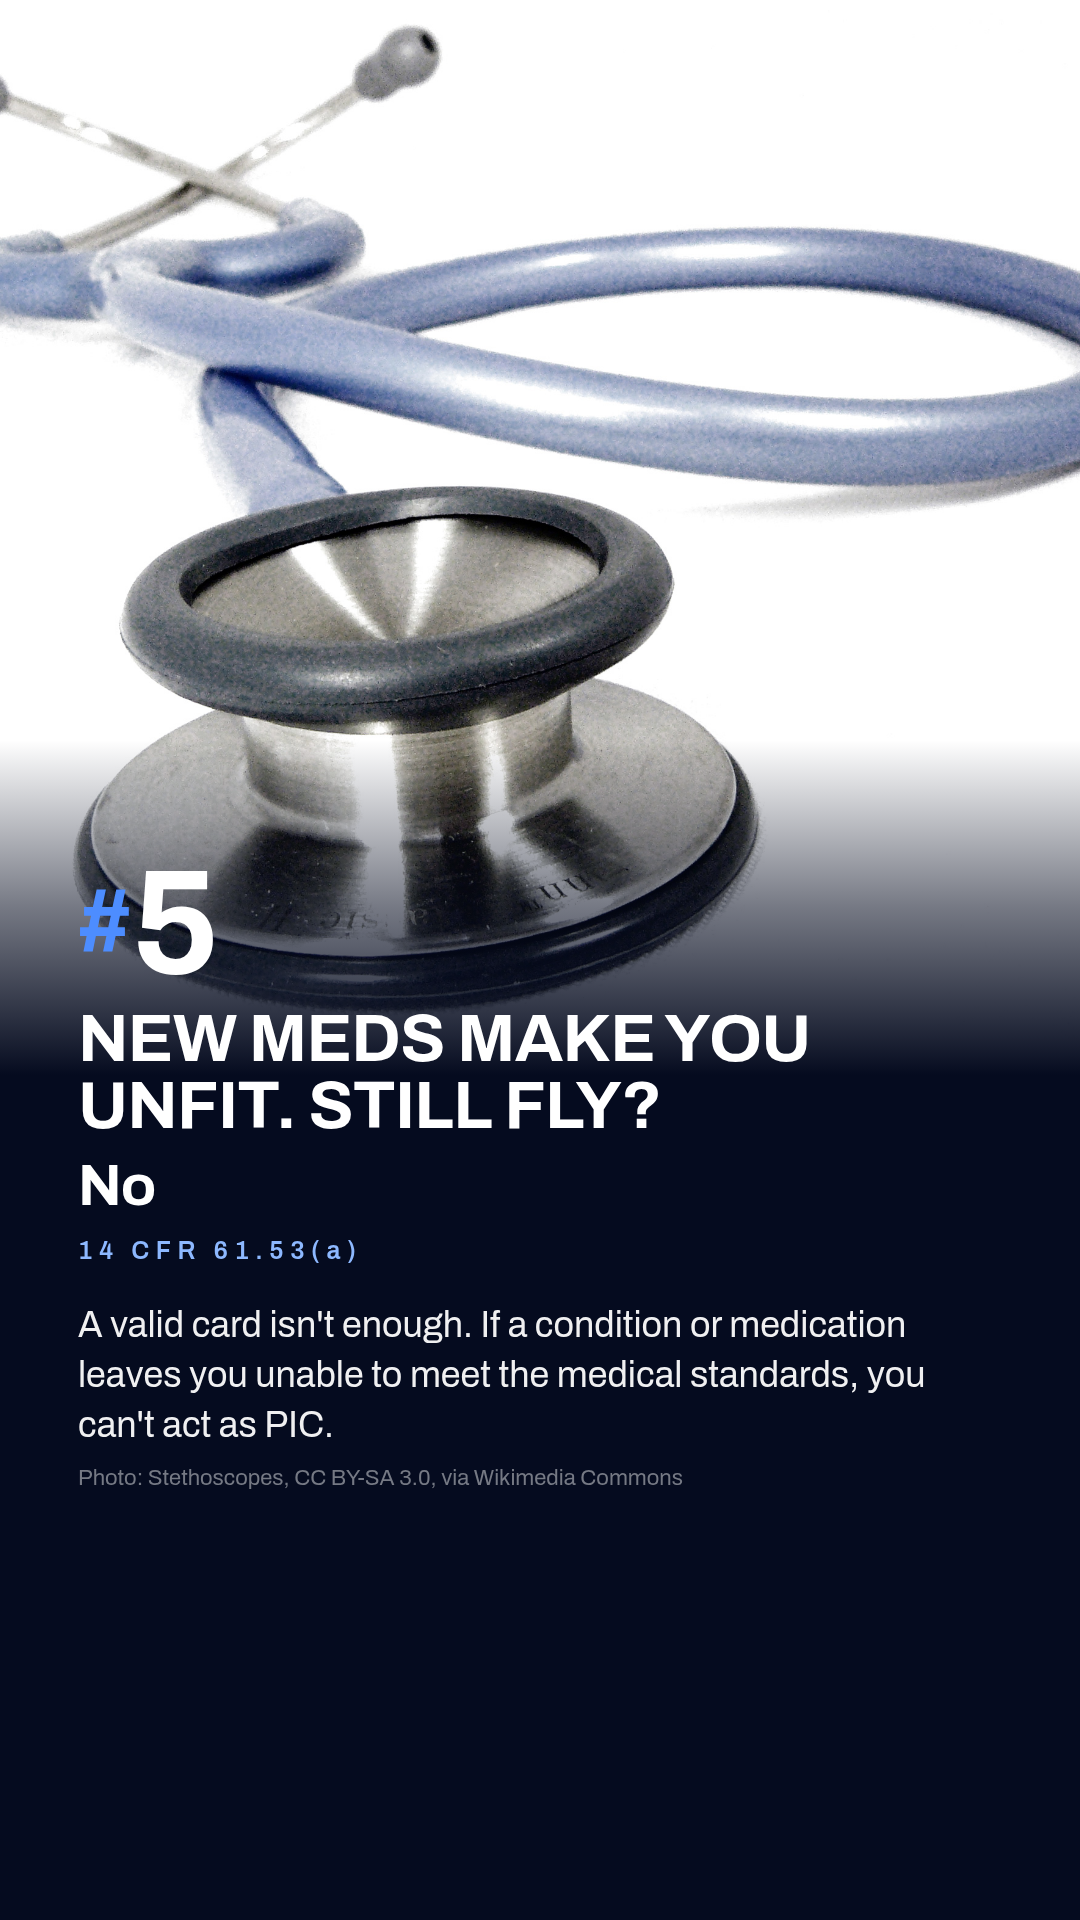 #5
NEW MEDS MAKE YOU
UNFIT. STILL FLY?
No
14 CFR 61.53(a)
A valid card isn't enough. If a condition or medication
leaves you unable to meet the medical standards, you
can't act as PIC.
Photo: Stethoscopes, CC BY-SA 3.0, via Wikimedia Commons